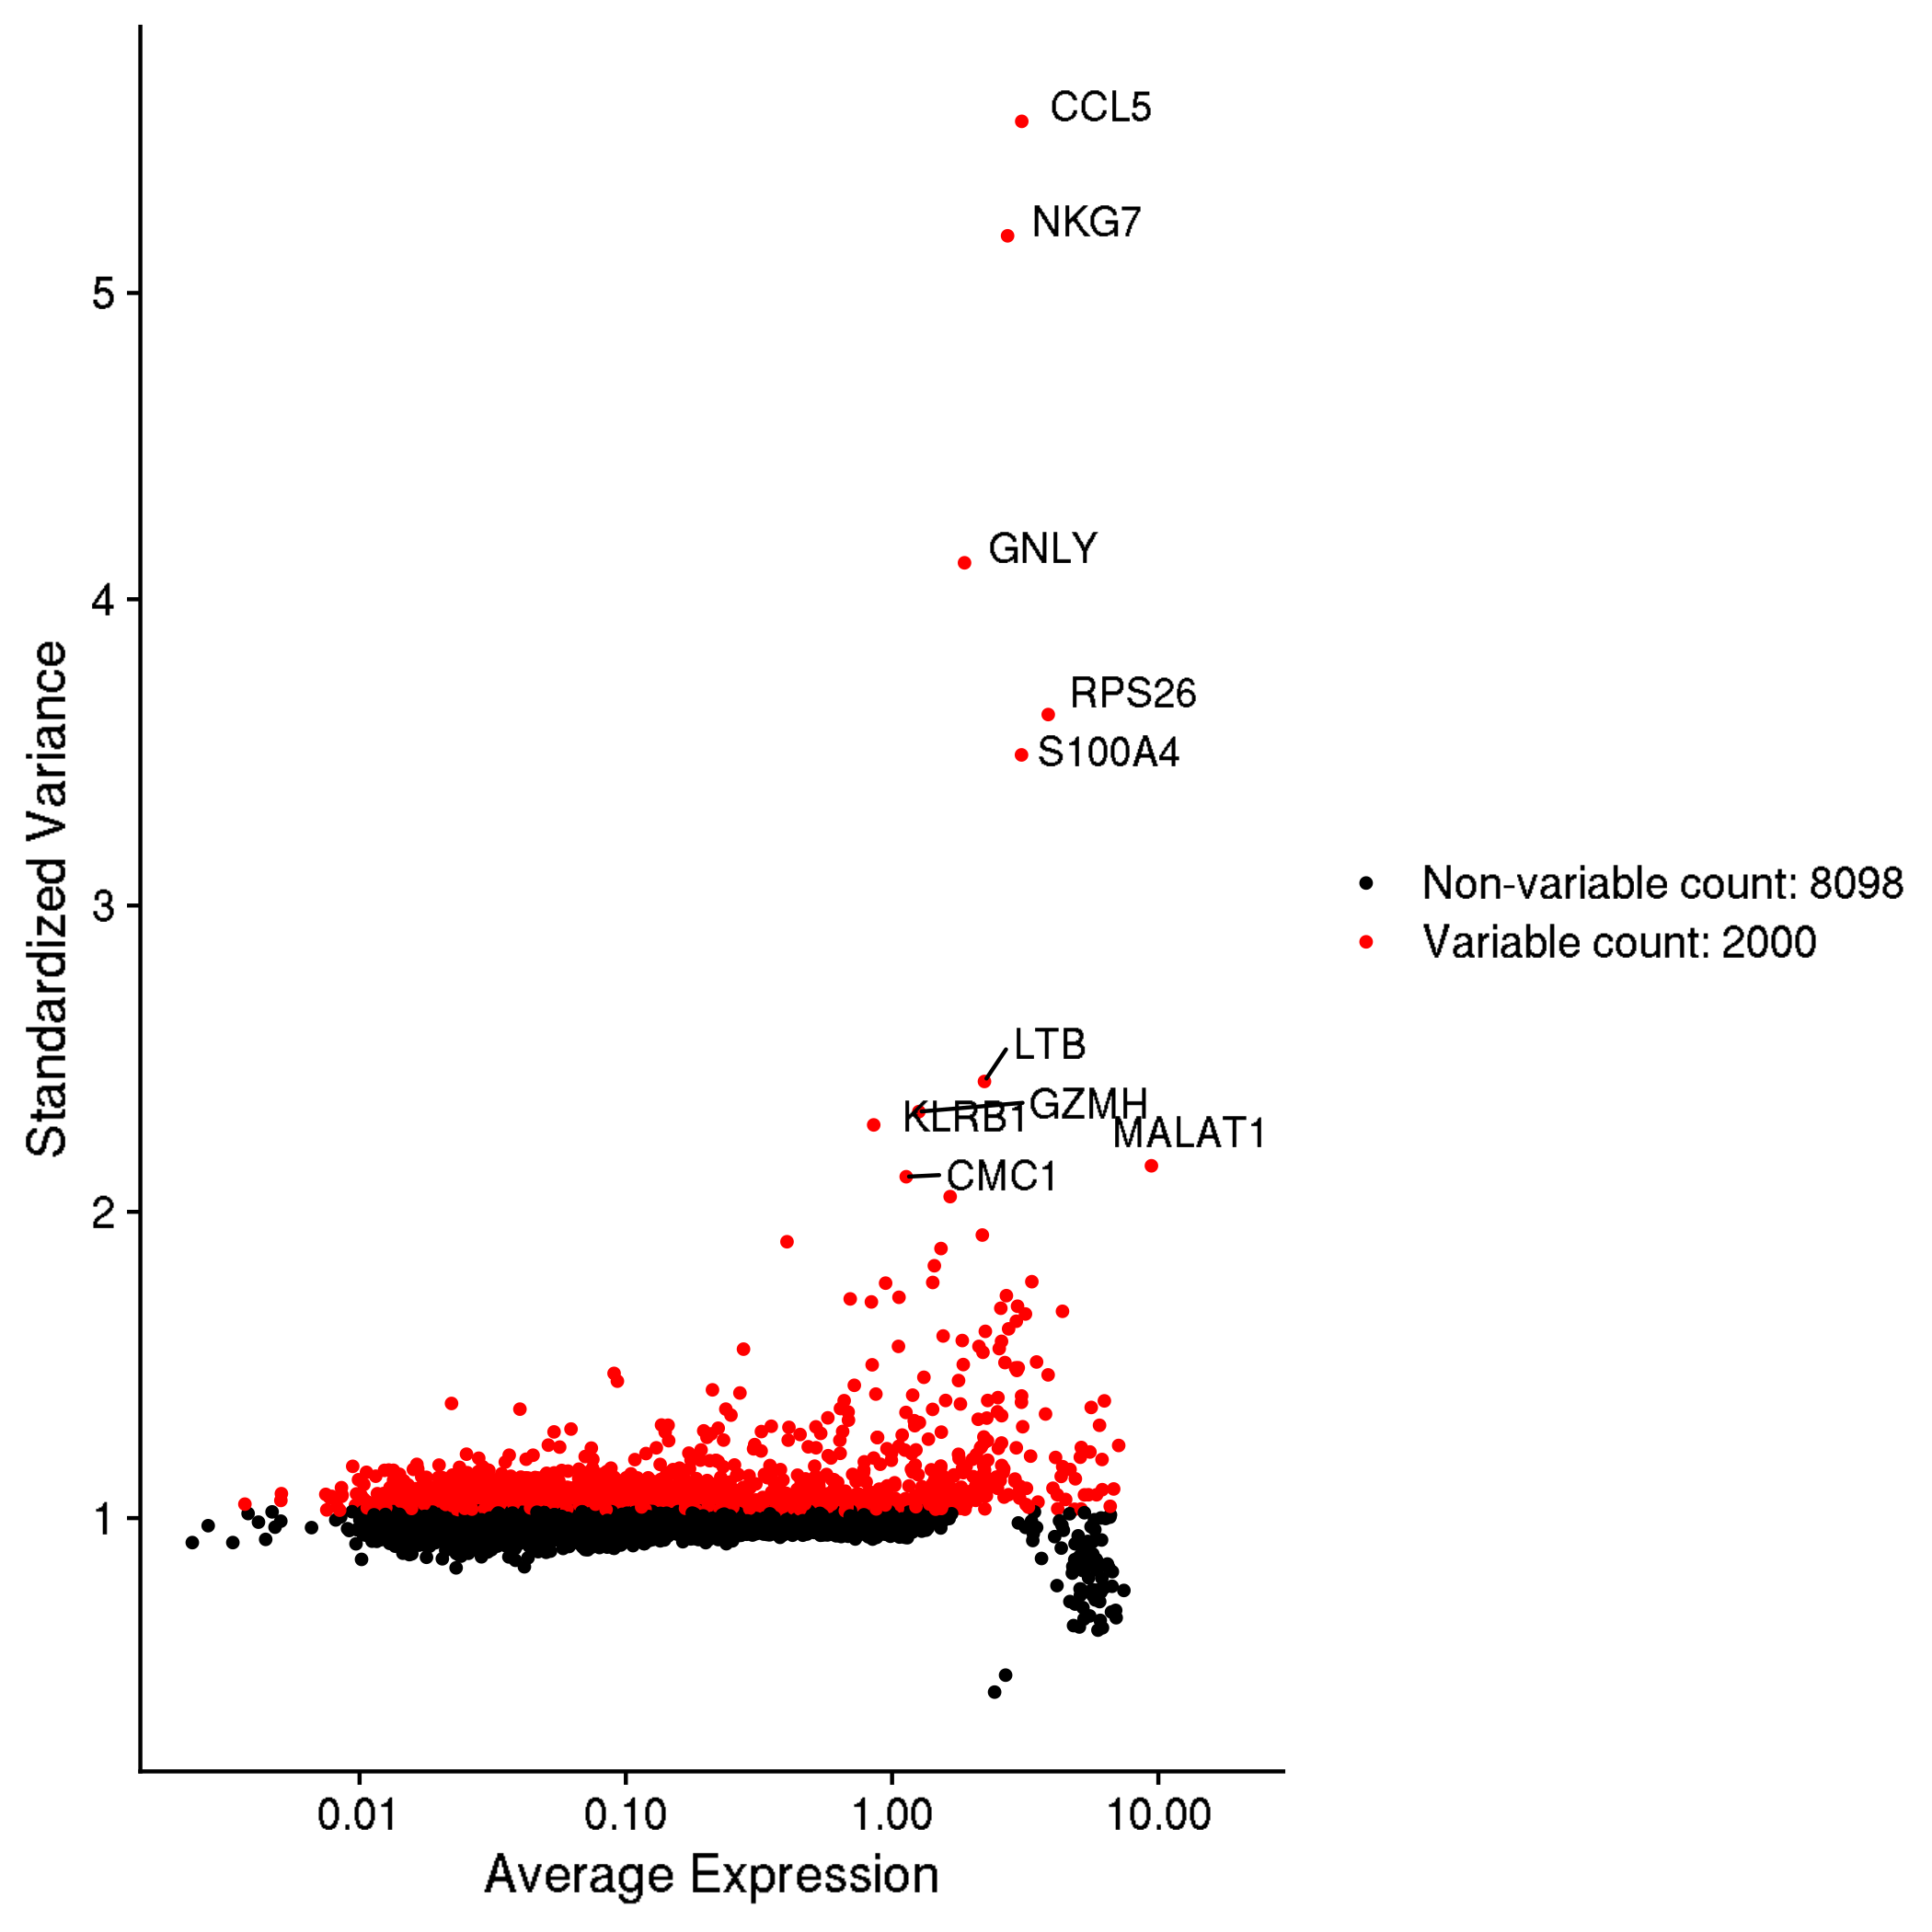 CCL5
NKG7
5
GNLY
4
RPS26
S100A4
Standardized Variance
3
Non-variable count: 8098
Variable count: 2000
LTB
GZMH
KLRB1
MALAT1
CMC1
2
1
0.01 0.10 1.00 10.00
Average Expression